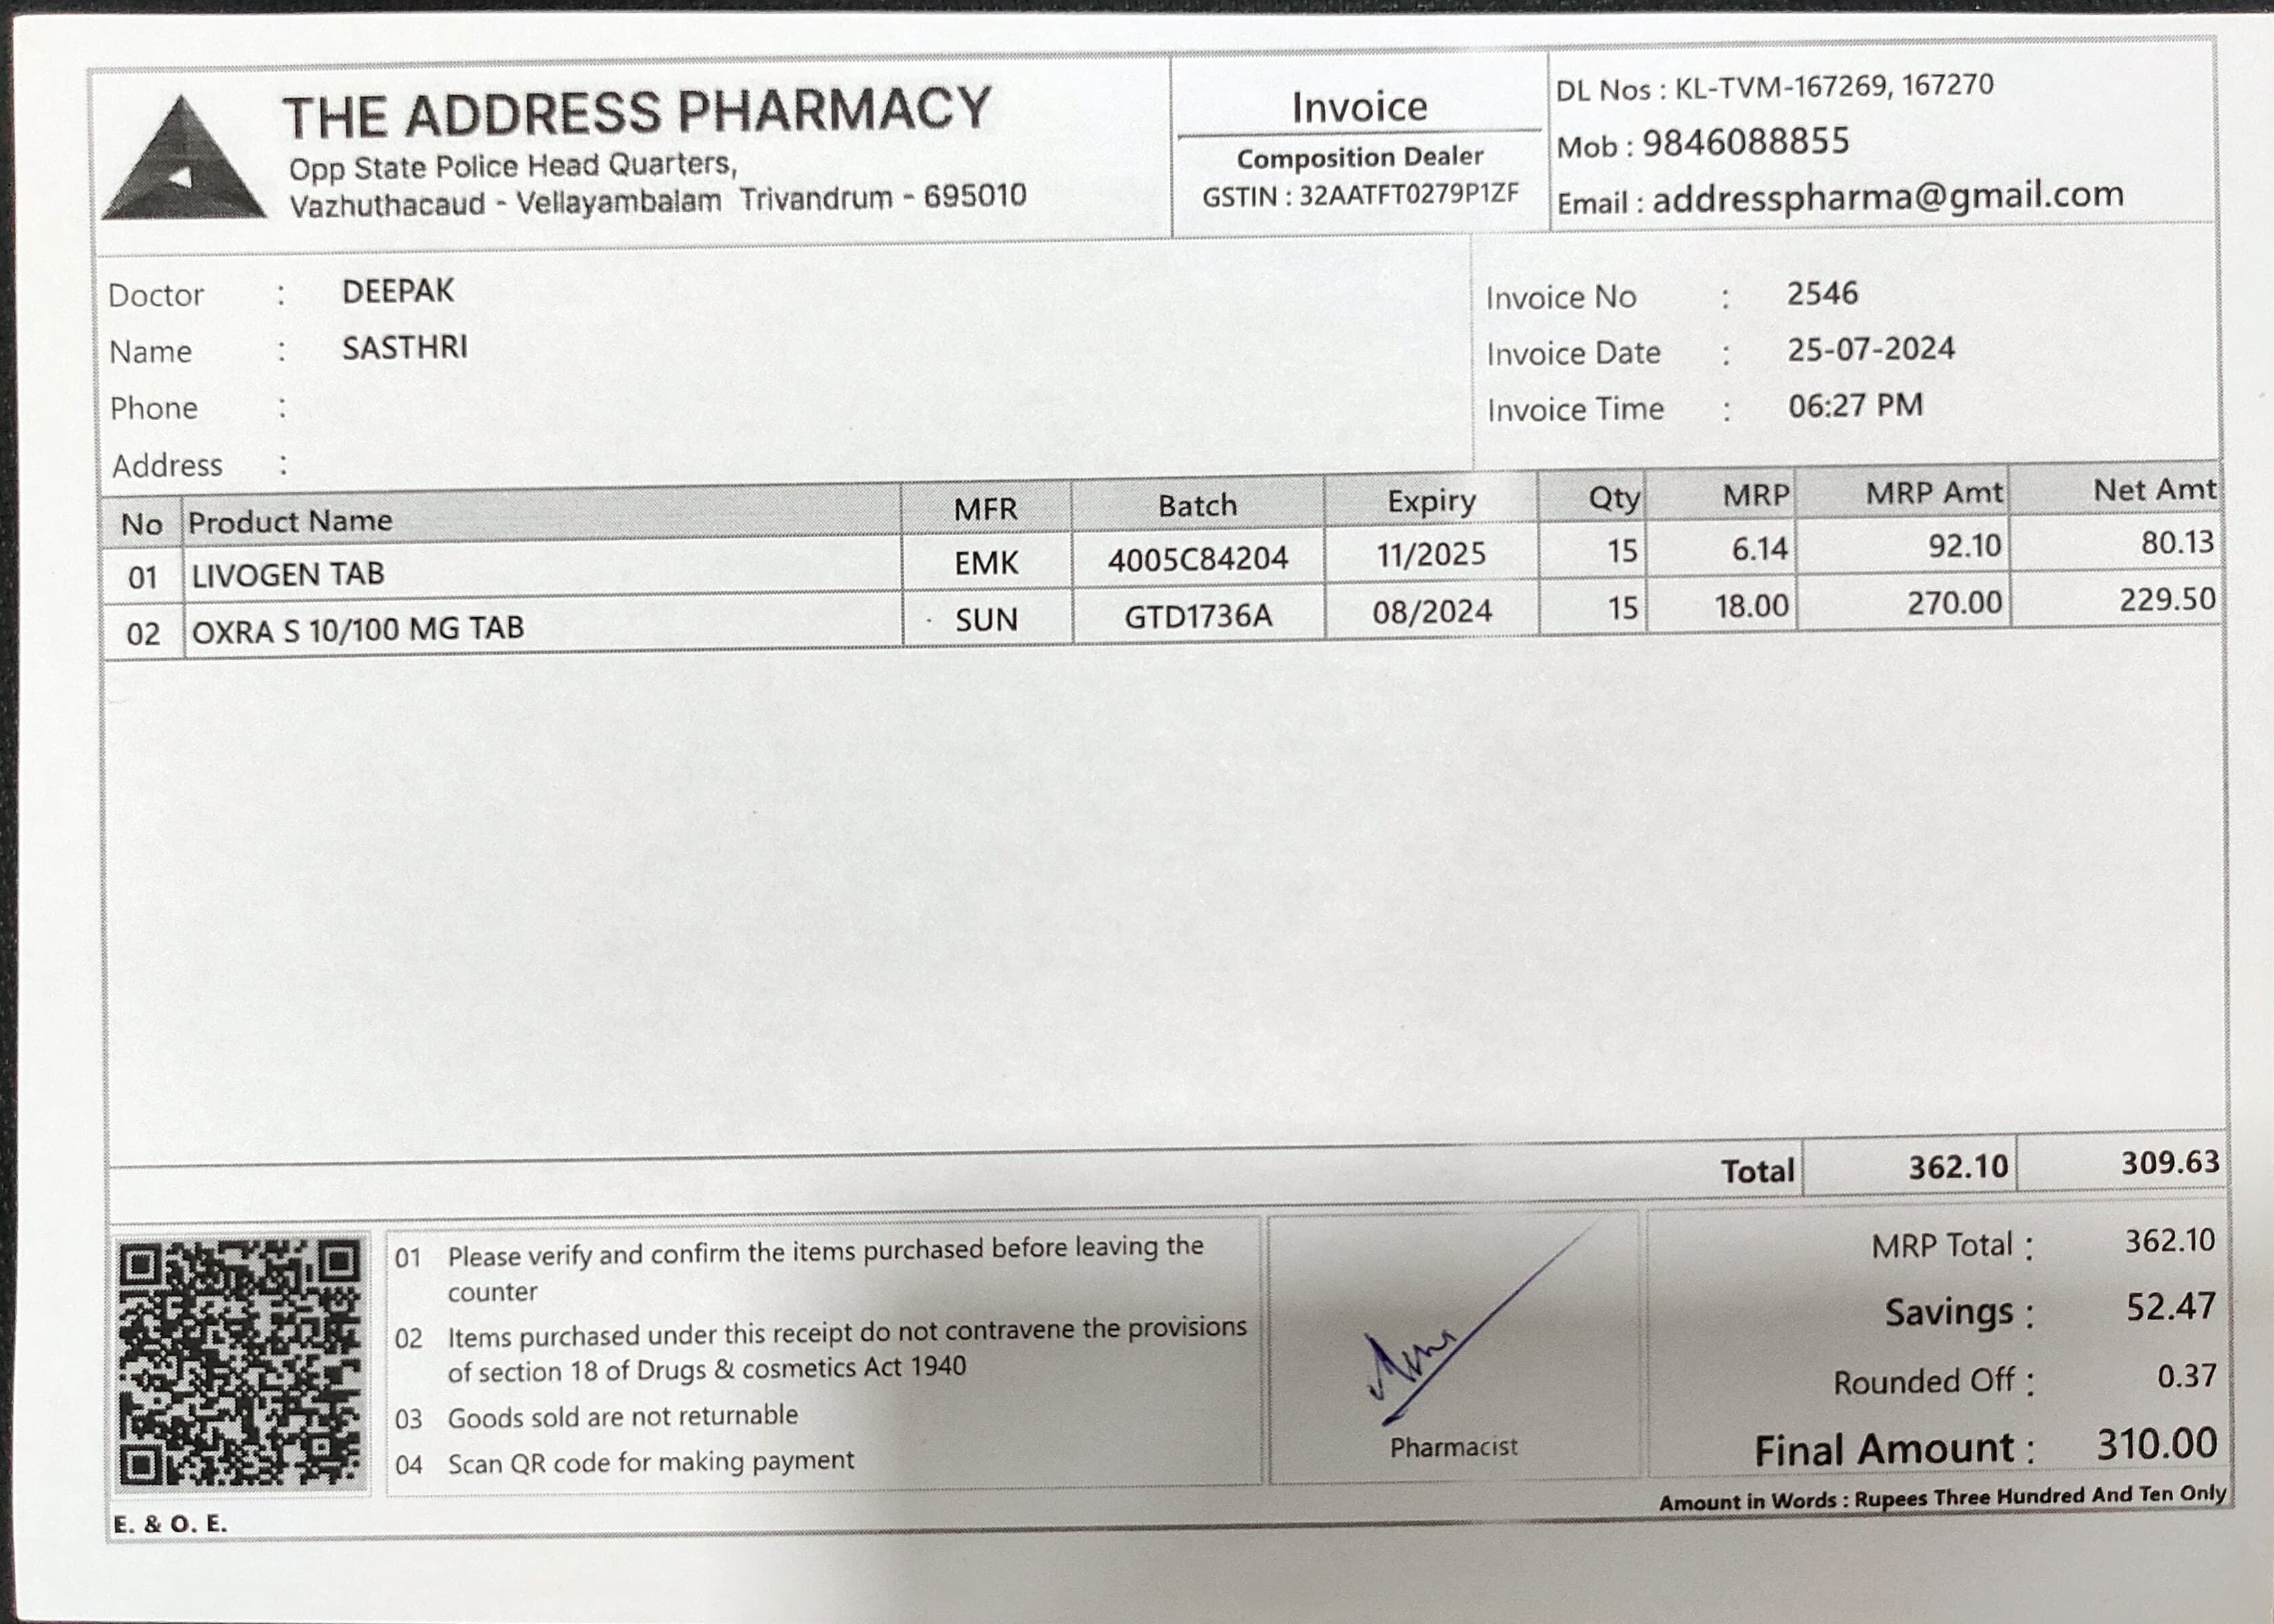 THE ADDRESS PHARMACY
Opp State Police Head Quarters,
Vazhuthacaud - Vellayambalam Trivandrum - 695010
Invoice
Composition Dealer
GSTIN : 32AATFT0279P1ZF
DL Nos : KL-TVM-167269, 167270
Mob : 9846088855
Email : addresspharma@gmail.com
Doctor : DEEPAK
Name : SASTHRI
Phone :
Address :
Invoice No : 2546
Invoice Date : 25-07-2024
Invoice Time : 06:27 PM
No Product Name MFR Batch Expiry Qty MRP MRP Amt Net Amt
01 LIVOGEN TAB EMK 4005C84204 11/2025 15 6.14 92.10 80.13
02 OXRA S 10/100 MG TAB SUN GTD1736A 08/2024 15 18.00 270.00 229.50
Total 362.10 309.63
01 Please verify and confirm the items purchased before leaving the
counter
02 Items purchased under this receipt do not contravene the provisions
of section 18 of Drugs & cosmetics Act 1940
03 Goods sold are not returnable
04 Scan QR code for making payment
Pharmacist
MRP Total : 362.10
Savings : 52.47
Rounded Off : 0.37
Final Amount : 310.00
Amount in Words : Rupees Three Hundred And Ten Only
E. & O. E.